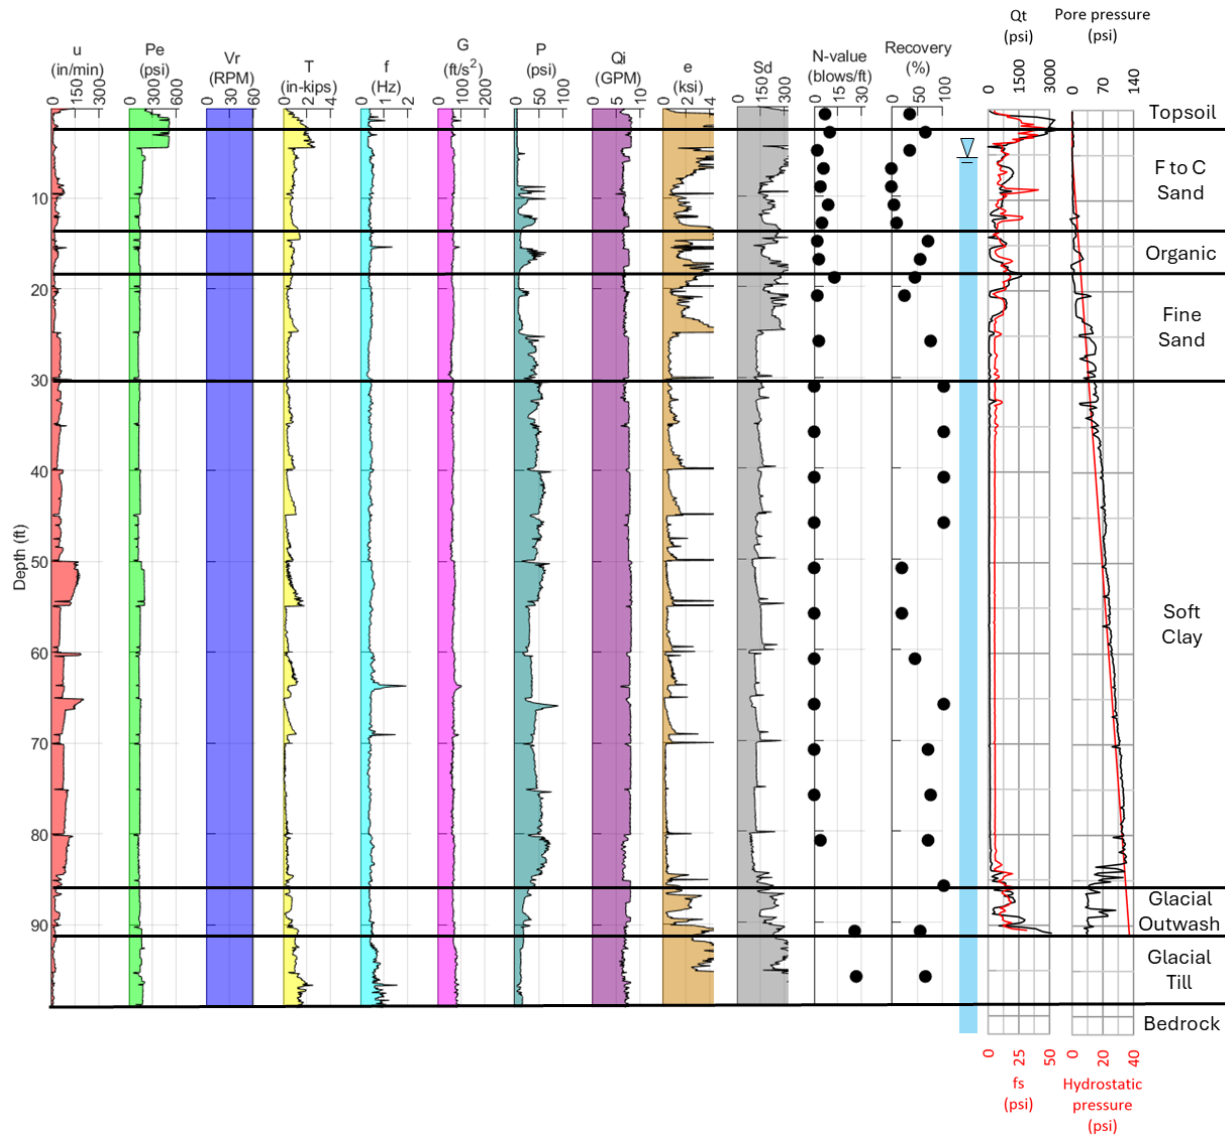 Qt
(psi)
Pore pressure
(psi)
u
(in/min)
Pe
(psi)
Vr
(RPM)
T
(in-kips)
f
(Hz)
G
(ft/s²)
P
(psi)
Qi
(GPM)
e
(ksi)
Sd
N-value
(blows/ft)
Recovery
(%)
0 150 300
0 300 600
0 30 60
0 2 4
0 1 2
0 100 200
0 50 100
0 5 10
0 2 4
0 150 300
0 15 30
0 50 100
0 1500 3000
0 70 140
Topsoil
F to C
Sand
Organic
Fine
Sand
Soft
Clay
Glacial
Outwash
Glacial
Till
Bedrock
Depth (ft)
10
20
30
40
50
60
70
80
90
0 25 50
0 20 40
fs
(psi)
Hydrostatic
pressure
(psi)